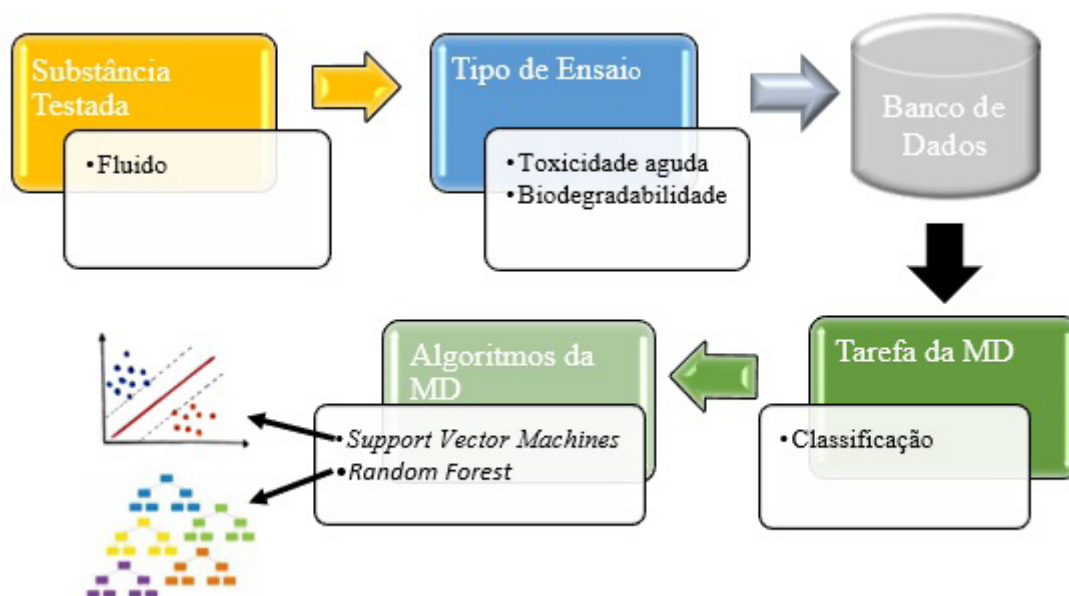 Substância
Testada
•Fluido
Tipo de Ensaio
•Toxicidade aguda
•Biodegradabilidade
Banco de
Dados
Tarefa da MD
•Classificação
Algoritmos da
MD
•Support Vector Machines
•Random Forest